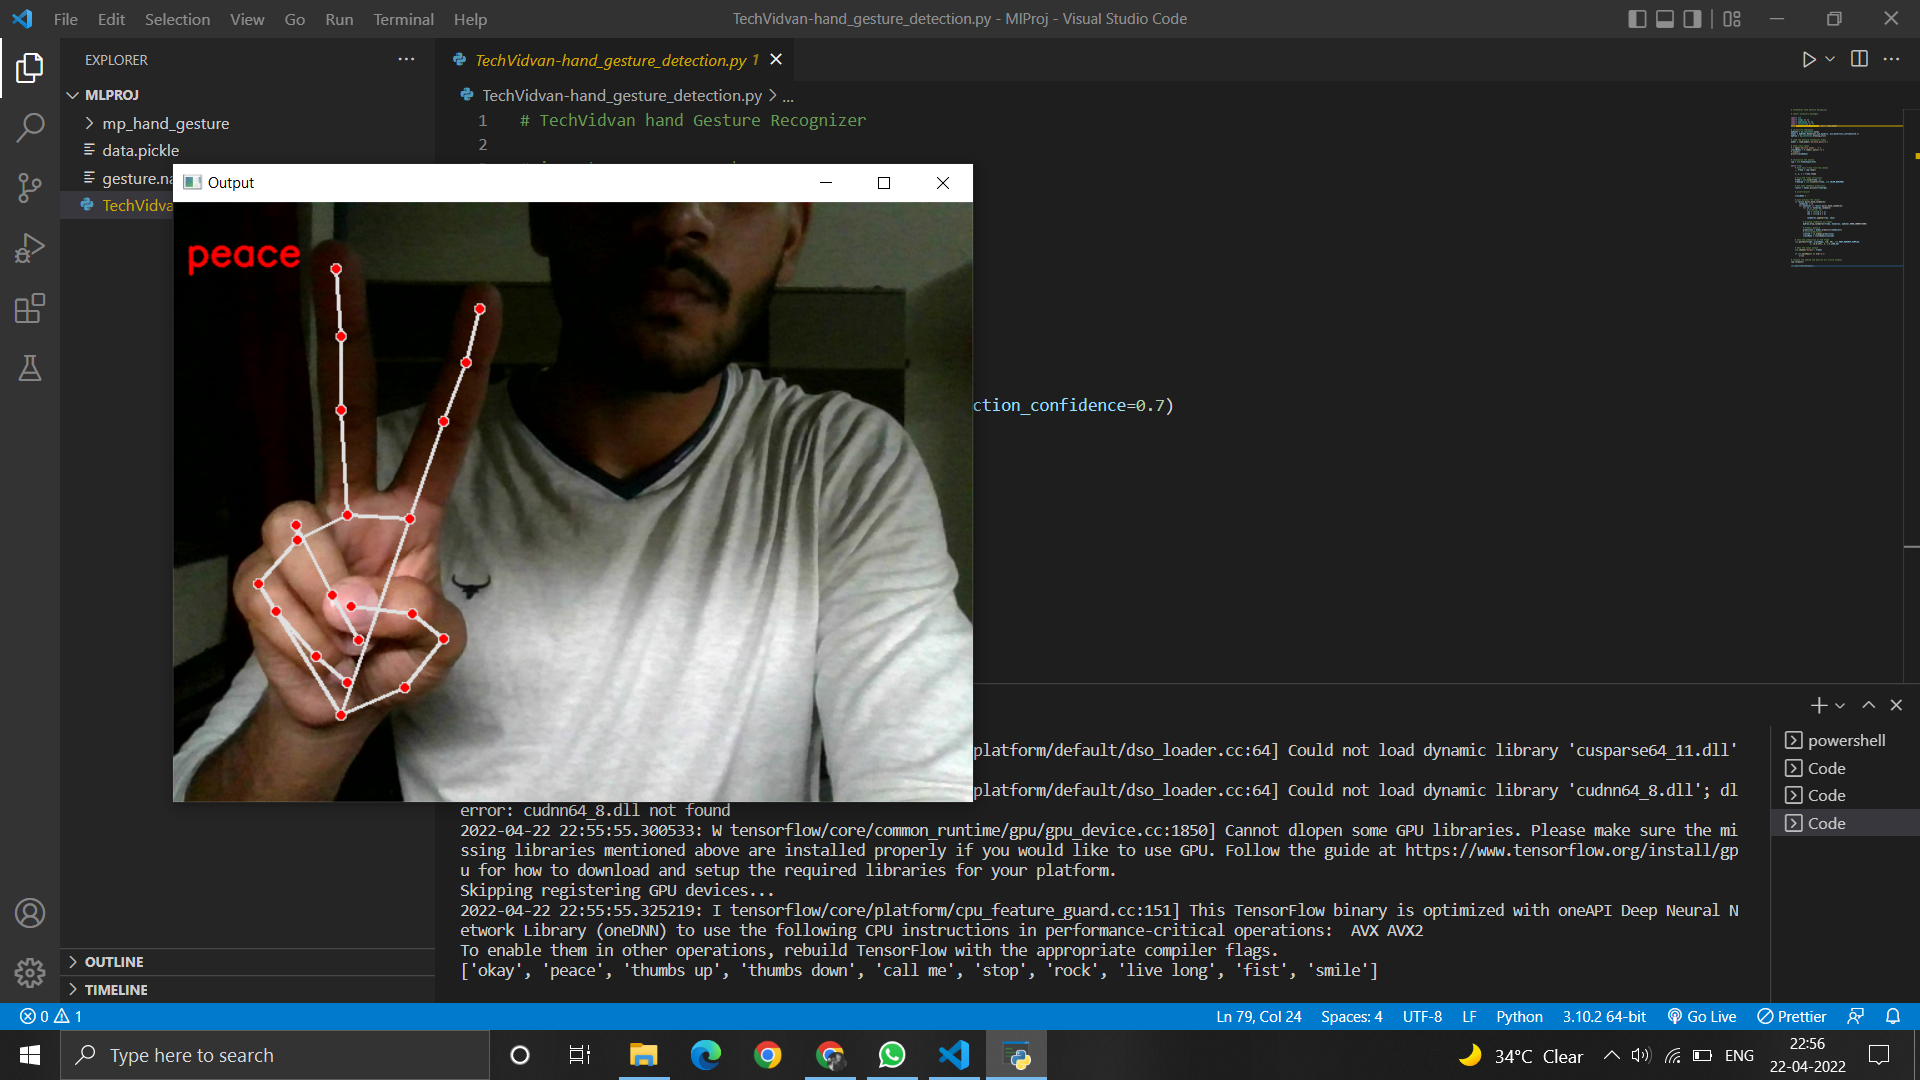 File Edit Selection View Go Run Terminal Help
TechVidvan-hand_gesture_detection.py - MlProj - Visual Studio Code
EXPLORER
MLPROJ
mp_hand_gesture
data.pickle
gesture.na
TechVidva
TechVidvan-hand_gesture_detection.py 1
TechVidvan-hand_gesture_detection.py > ...
1 # TechVidvan hand Gesture Recognizer
2
Output
peace
ction_confidence=0.7)
platform/default/dso_loader.cc:64] Could not load dynamic library 'cusparse64_11.dll'
platform/default/dso_loader.cc:64] Could not load dynamic library 'cudnn64_8.dll'; dl
error: cudnn64_8.dll not found
2022-04-22 22:55:55.300533: W tensorflow/core/common_runtime/gpu/gpu_device.cc:1850] Cannot dlopen some GPU libraries. Please make sure the mi
ssing libraries mentioned above are installed properly if you would like to use GPU. Follow the guide at https://www.tensorflow.org/install/gp
u for how to download and setup the required libraries for your platform.
Skipping registering GPU devices...
2022-04-22 22:55:55.325219: I tensorflow/core/platform/cpu_feature_guard.cc:151] This TensorFlow binary is optimized with oneAPI Deep Neural N
etwork Library (oneDNN) to use the following CPU instructions in performance-critical operations:  AVX AVX2
To enable them in other operations, rebuild TensorFlow with the appropriate compiler flags.
['okay', 'peace', 'thumbs up', 'thumbs down', 'call me', 'stop', 'rock', 'live long', 'fist', 'smile']
powershell
Code
Code
Code
OUTLINE
TIMELINE
0 1
Ln 79, Col 24 Spaces: 4 UTF-8 LF Python 3.10.2 64-bit Go Live Prettier
Type here to search
34°C Clear
ENG
22:56
22-04-2022